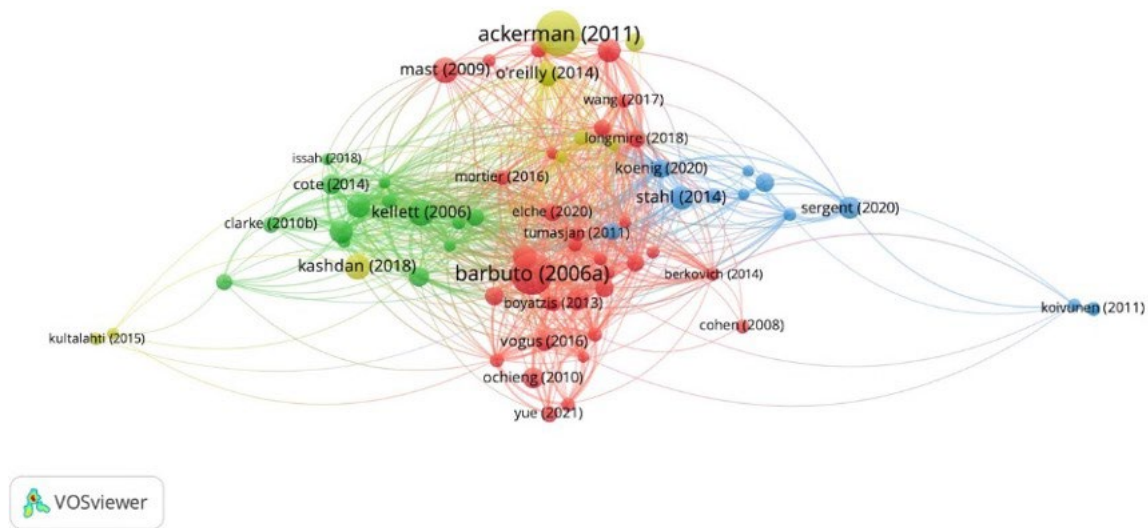 ackerman (2011)
mast (2009)
o'reilly (2014)
wang (2017)
longmire (2018)
issah (2018)
koenig (2020)
cote (2014)
mortier (2016)
stahl (2014)
kellett (2006)
elche (2020)
sergent (2020)
clarke (2010b)
tumasjan (2011)
kashdan (2018)
barbuto (2006a)
berkovich (2014)
boyatzis (2013)
koivunen (2011)
cohen (2008)
kultalahti (2015)
vogus (2016)
ochieng (2010)
yue (2021)
VOSviewer